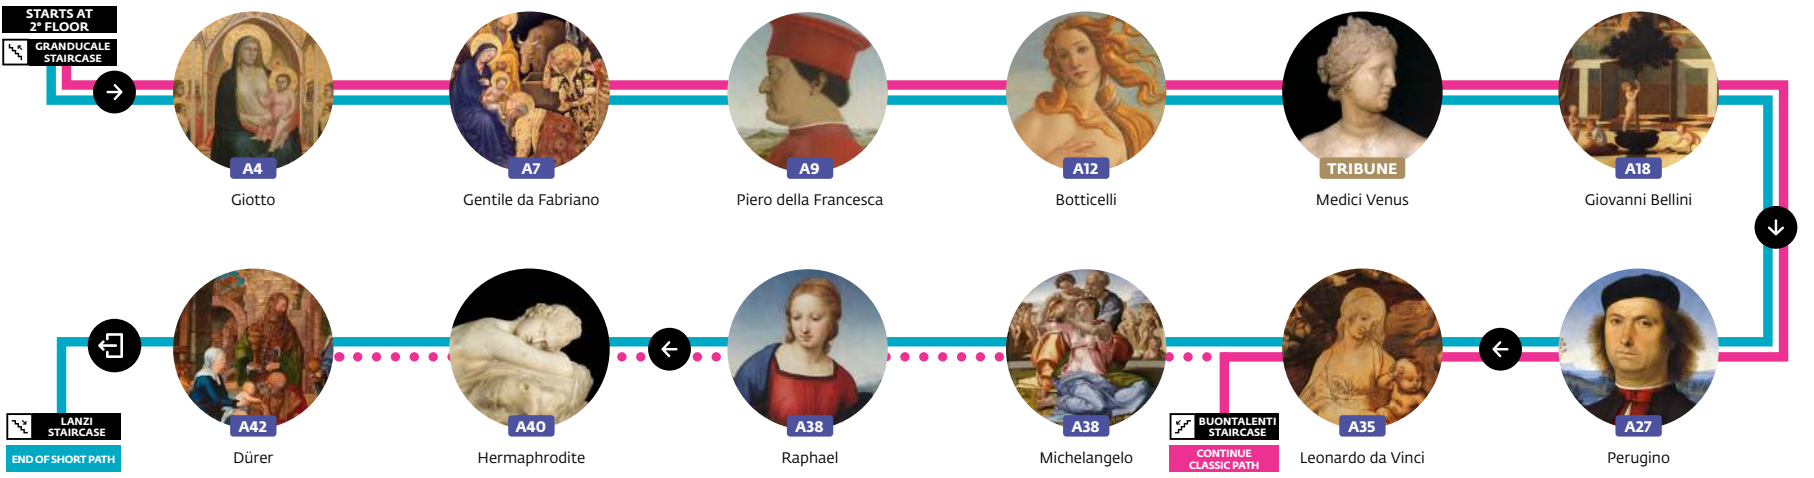 STARTS AT
2° FLOOR
GRANDUCALE
STAIRCASE
A4
Giotto
A7
Gentile da Fabriano
A9
Piero della Francesca
A12
Botticelli
TRIBUNE
Medici Venus
A18
Giovanni Bellini
LANZI
STAIRCASE
END OF SHORT PATH
A42
Dürer
A40
Hermaphrodite
A38
Raphael
A38
Michelangelo
BUONTALENTI
STAIRCASE
CONTINUE
CLASSIC PATH
A35
Leonardo da Vinci
A27
Perugino